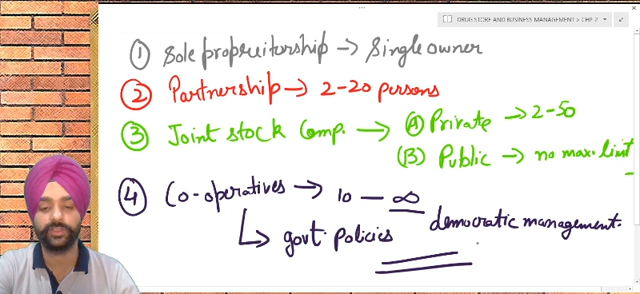 DRUG STORE AND BUSINESS MANAGEMENT > CHP 2
① Sole propreitorship → Single owner
② Partnership → 2-20 persons
③ Joint stock Comp. → (A) Private → 2-50
(B) Public → no max. limit
④ Co-operatives → 10 — ∞
democratic management.
↳ govt. policies